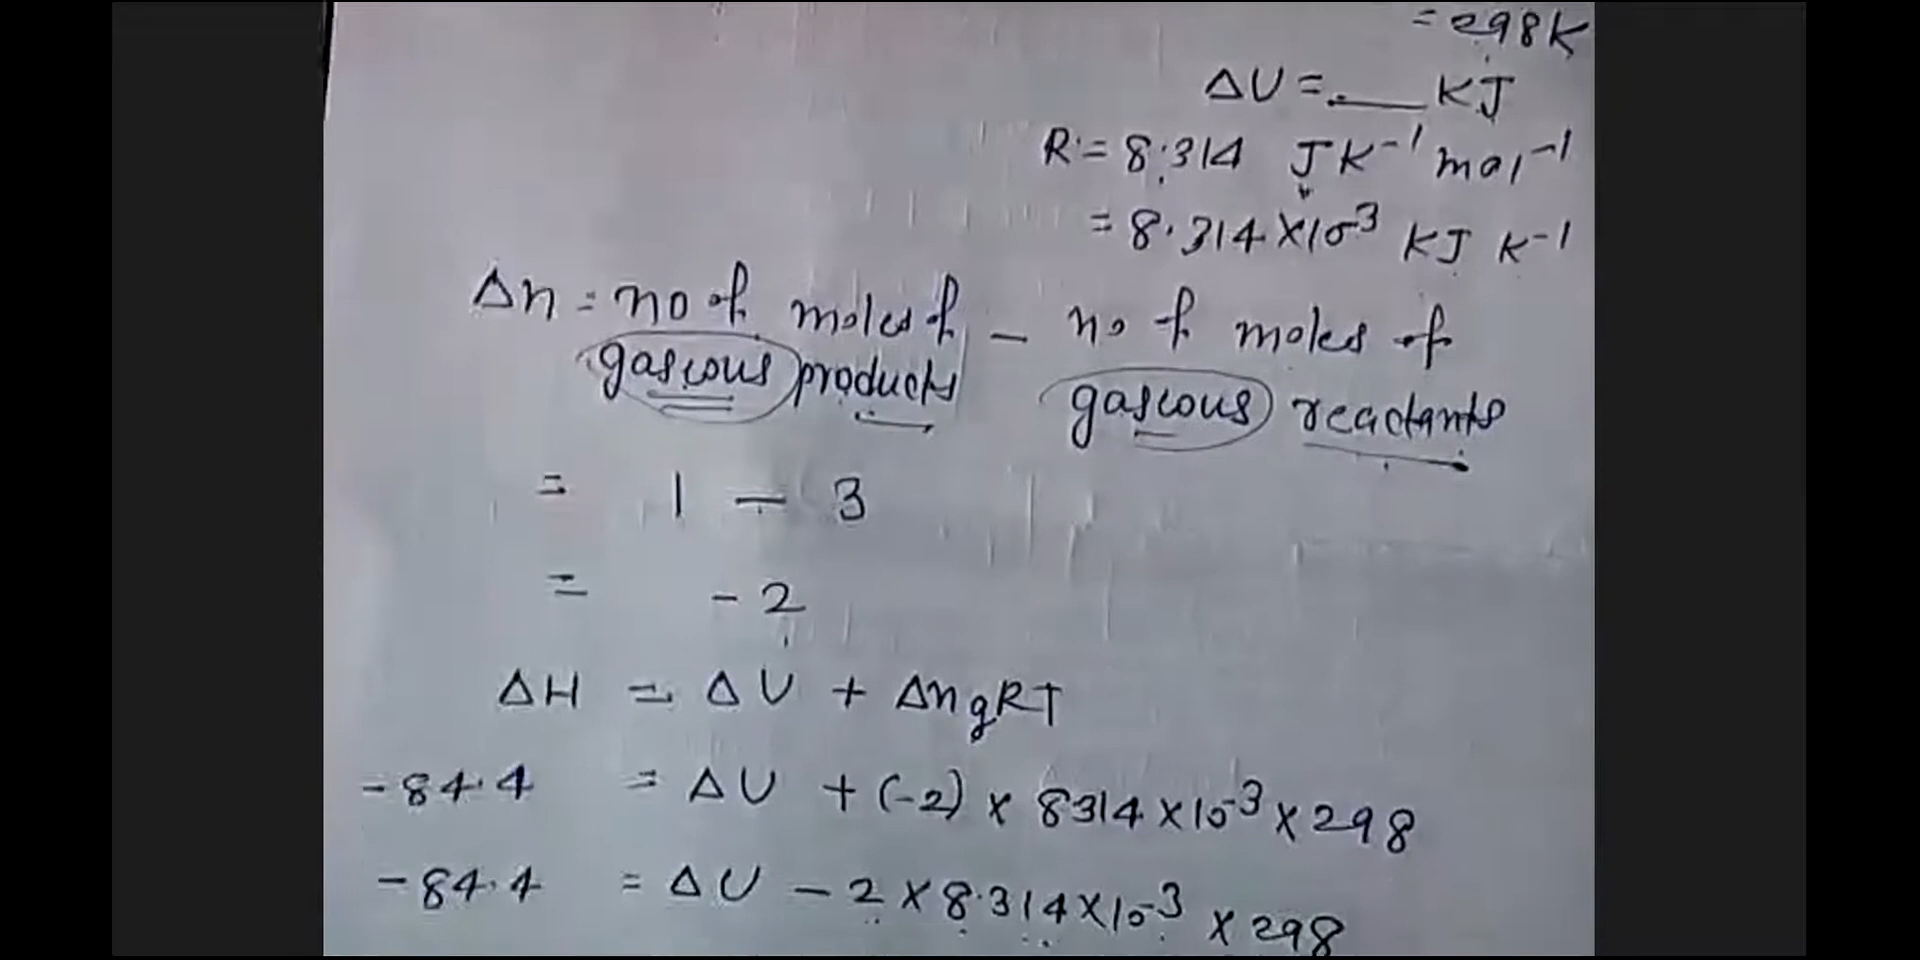 = 298K
ΔU = ___ KJ
R = 8.314 JK⁻¹ mol⁻¹
= 8.314 × 10⁻³ KJ K⁻¹
Δn = no of moles of - no of moles of
gaseous products gaseous reactants
= 1 - 3
= - 2
ΔH = ΔU + ΔngRT
-84.4 = ΔU + (-2) × 8314 × 10⁻³ × 298
-84.4 = ΔU - 2 × 8.314 × 10⁻³ × 298